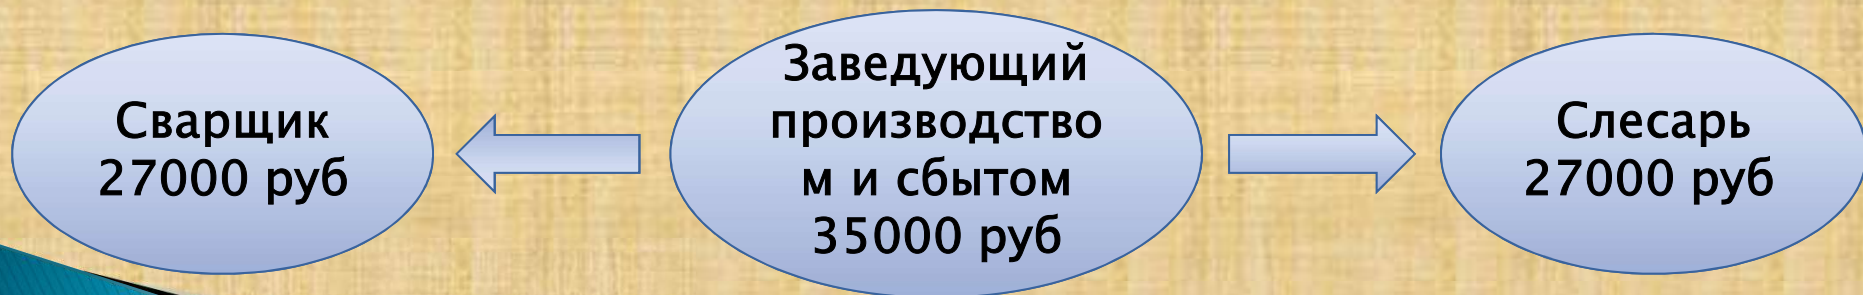 Сварщик
27000 руб
Заведующий
производство
м и сбытом
35000 руб
Слесарь
27000 руб